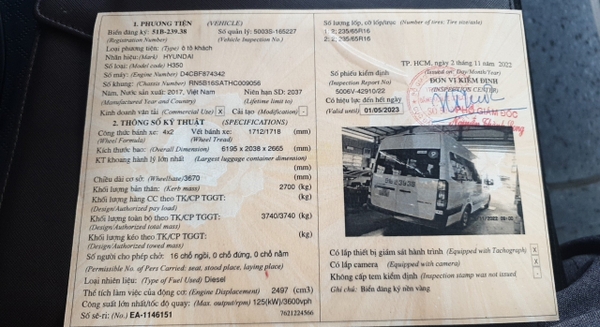 1. PHƯƠNG TIỆN (VEHICLE)
Biển đăng ký: 51B-239.38 Số quản lý: 5003S-165227
(Registration Number) (Vehicle Inspection No.)
Loại phương tiện: (Type) ô tô khách
Nhãn hiệu: (Mark) HYUNDAI
Số loại: (Model code) H350
Số máy: (Engine Number) D4CBF874342
Số khung: (Chassis Number) RN5B16SATHC009056
Năm, Nước sản xuất: 2017, Việt Nam Niên hạn SD: 2037
(Manufactured Year and Country) (Lifetime limit to)
Kinh doanh vận tải (Commercial Use) x Cải tạo (Modification) -
2. THÔNG SỐ KỸ THUẬT (SPECIFICATIONS)
Công thức bánh xe: 4x2 Vết bánh xe: 1712/1718 (mm)
(Wheel Formula) (Wheel Tread)
Kích thước bao: (Overall Dimension) 6195 x 2038 x 2665 (mm)
KT khoang hành lý lớn nhất (Largest luggage container dimension)
(mm)
Chiều dài cơ sở: (Wheelbase) 3670 (mm)
Khối lượng bản thân: (Kerb mass) 2700 (kg)
Khối lượng hàng CC theo TK/CP TGGT: (kg)
(Design/Authorized pay load)
Khối lượng toàn bộ theo TK/CP TGGT: 3740/3740 (kg)
(Design/Authorized total mass)
Khối lượng kéo theo TK/CP TGGT: (kg)
(Design/Authorized towed mass)
Số người cho phép chở: 16 chỗ ngồi, 0 chỗ đứng, 0 chỗ nằm
(Permissible No. of Pers Carried: seat, stood place, laying place)
Loại nhiên liệu: (Type of Fuel Used) Diesel
Thể tích làm việc của động cơ: (Engine Displacement) 2497 (cm3)
Công suất lớn nhất/tốc độ quay: (Max. output/rpm) 125(kW)/3600vph
Số sê-ri: (No.) EA-1146151 7621224566
Số lượng lốp, cỡ lốp/trục (Number of tires; Tire size/axle)
1: 2; 235/65R16
2: 2; 235/65R16
TP. HCM, ngày 2 tháng 11 năm 2022
(Issued on: Day/Month/Year)
Số phiếu kiểm định ĐƠN VỊ KIỂM ĐỊNH
(Inspection Report No) (INSPECTION CENTER)
5006V-42910/22
Có hiệu lực đến hết ngày
(Valid until) 01/05/2023
PHÓ GIÁM ĐỐC
Có lắp thiết bị giám sát hành trình (Equipped with Tachograph) x
Có lắp camera (Equipped with camera) x
Không cấp tem kiểm định (Inspection stamp was not issued)
Ghi chú: Biển đăng ký nền vàng